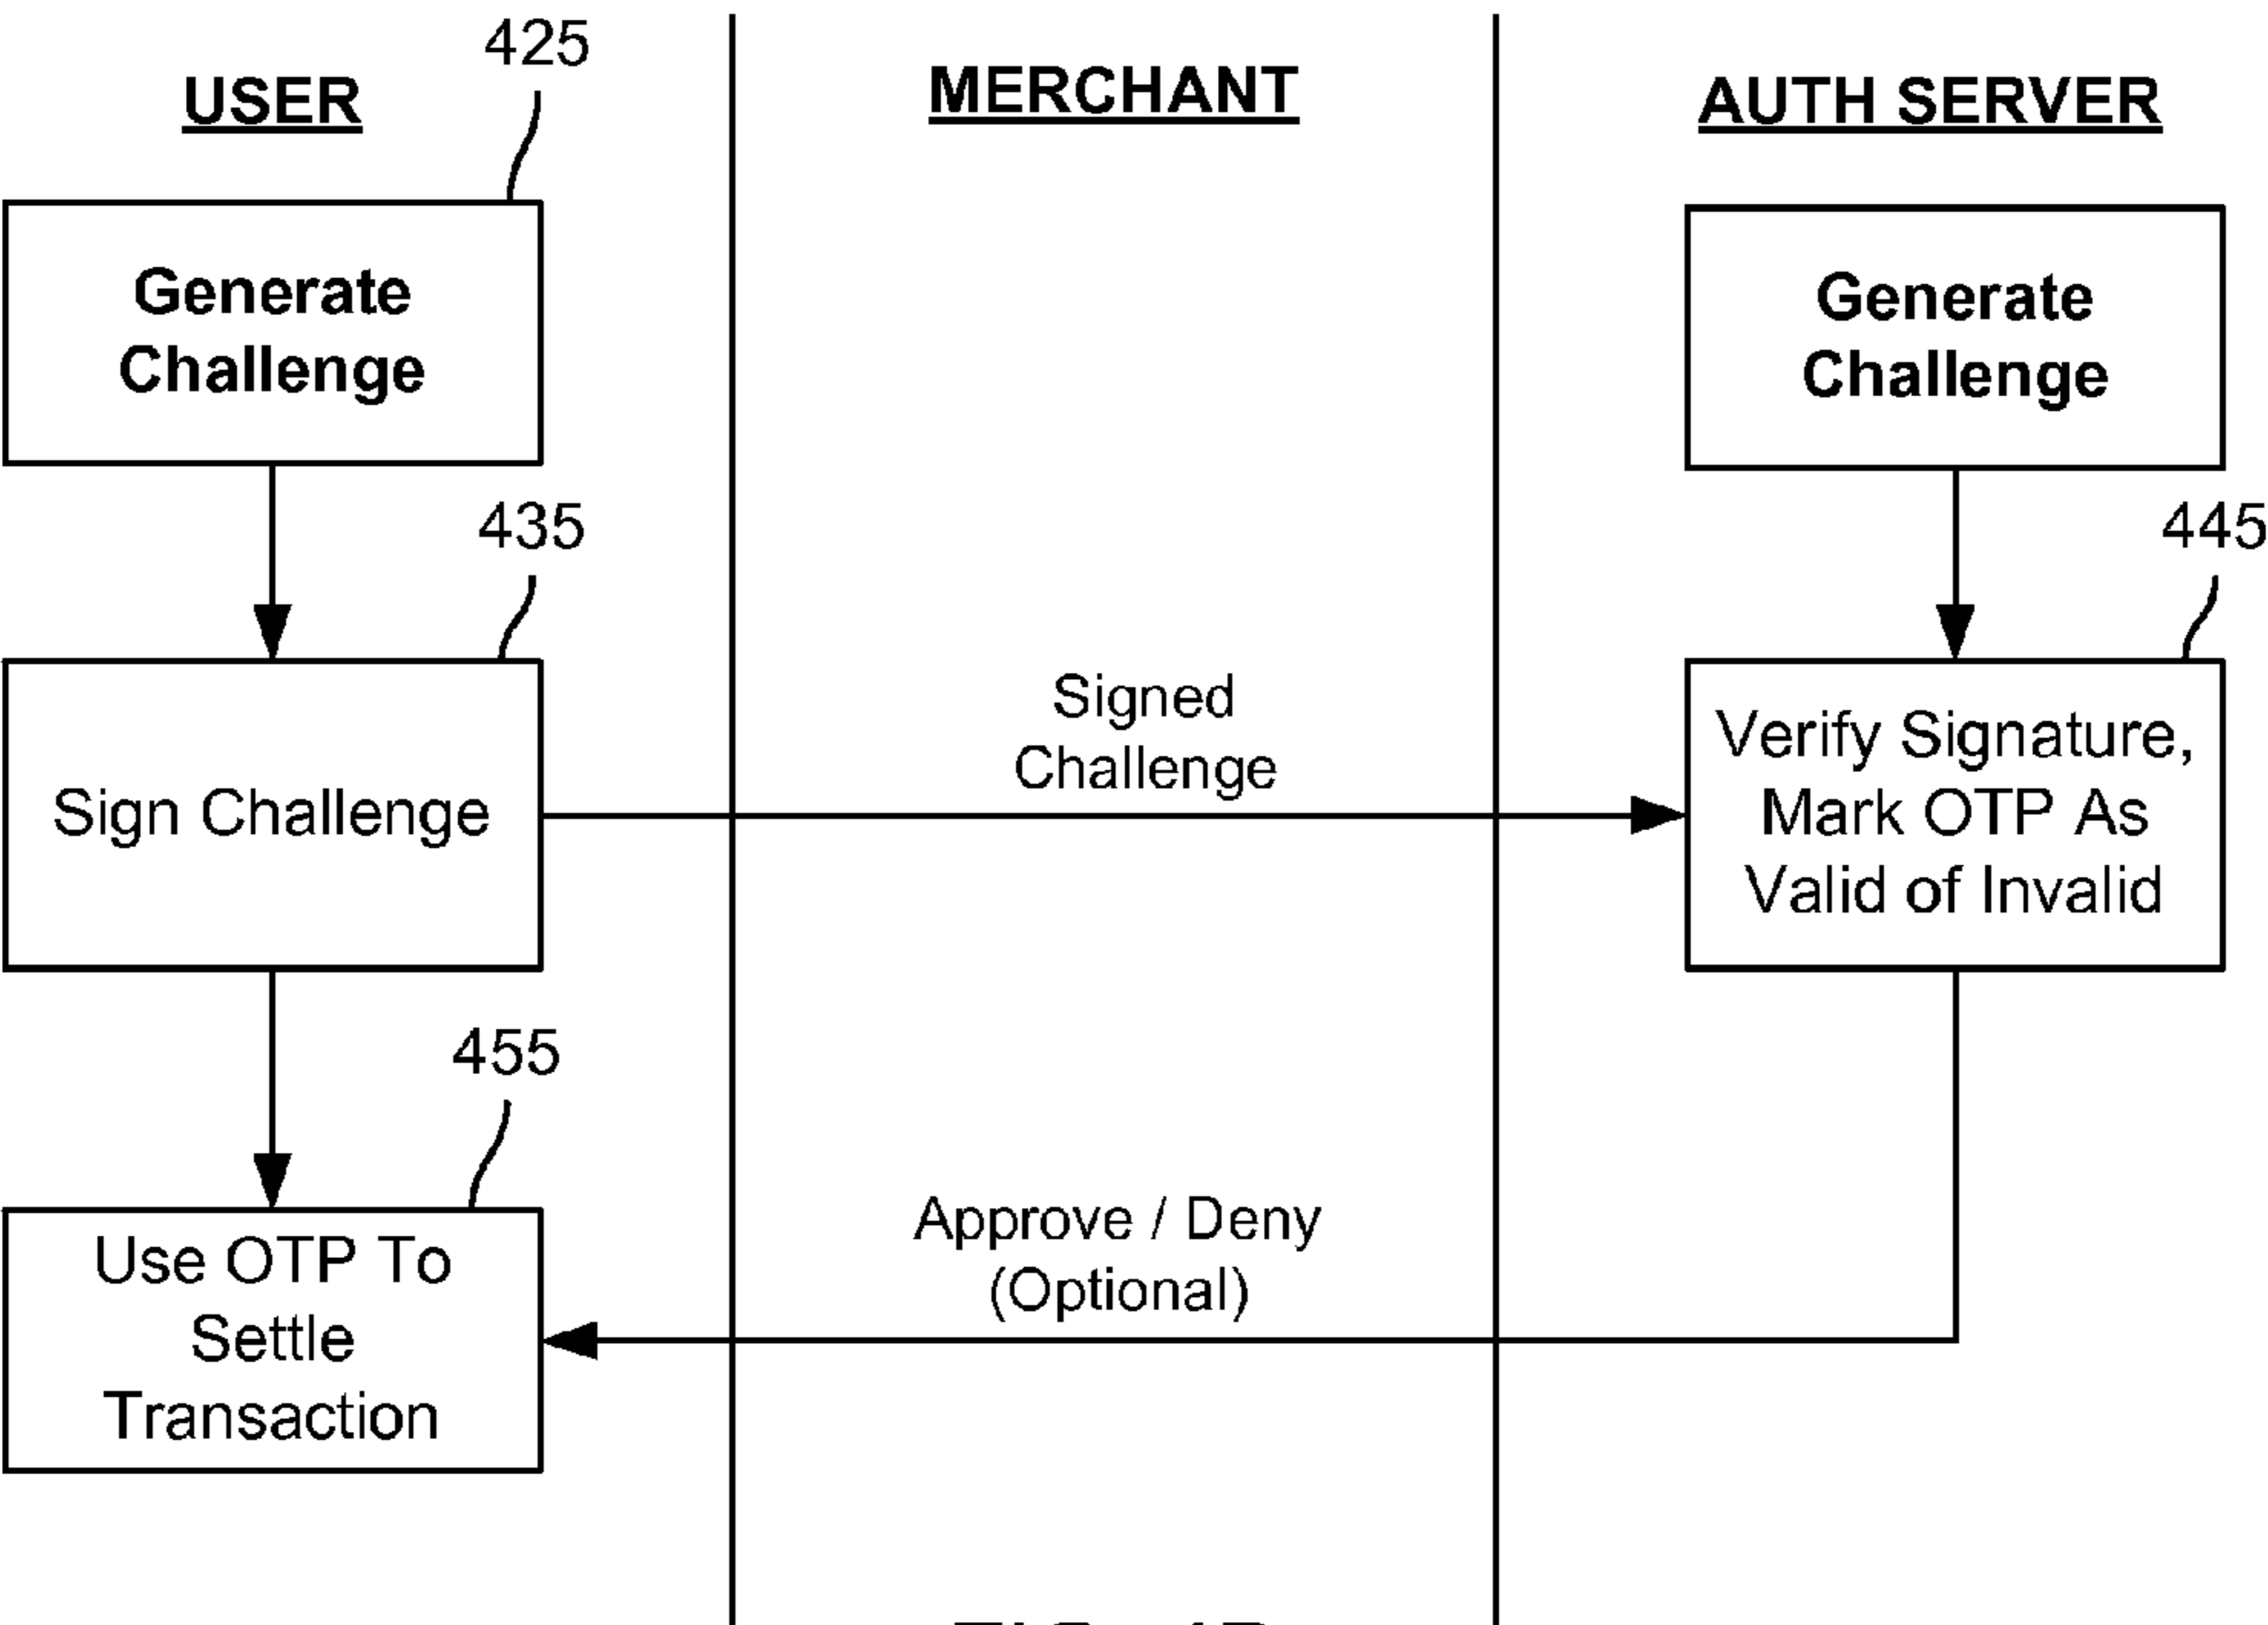 425
USER
MERCHANT
AUTH SERVER
Generate
Challenge
Generate
Challenge
435
445
Signed
Challenge
Sign Challenge
Verify Signature,
Mark OTP As
Valid of Invalid
455
Approve / Deny
(Optional)
Use OTP To
Settle
Transaction